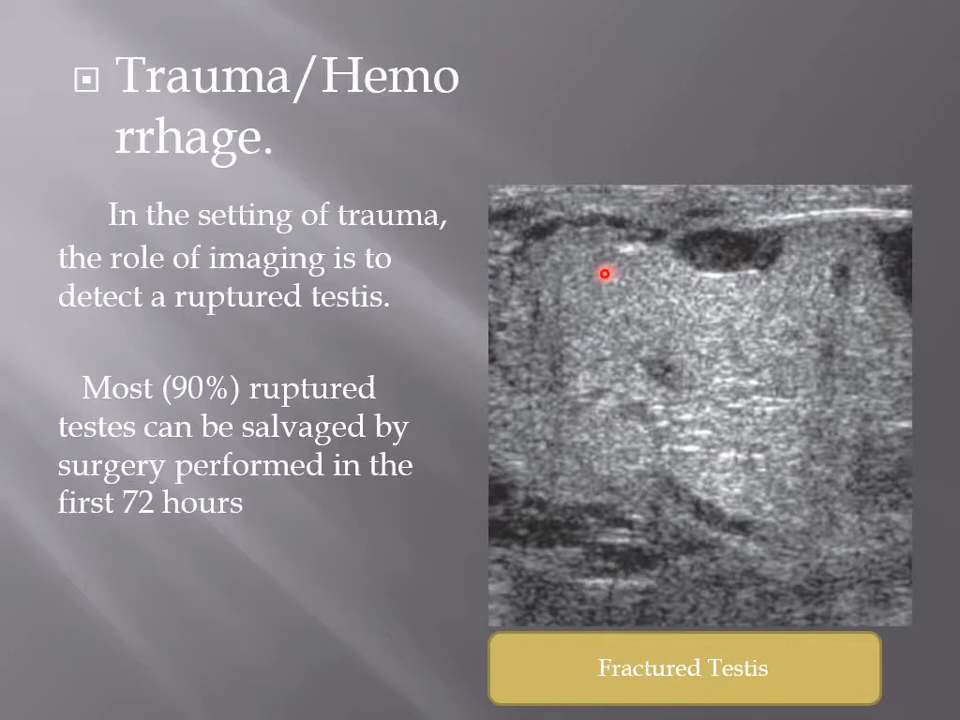 Trauma/Hemo
rrhage.
In the setting of trauma,
the role of imaging is to
detect a ruptured testis.
Most (90%) ruptured
testes can be salvaged by
surgery performed in the
first 72 hours
Fractured Testis